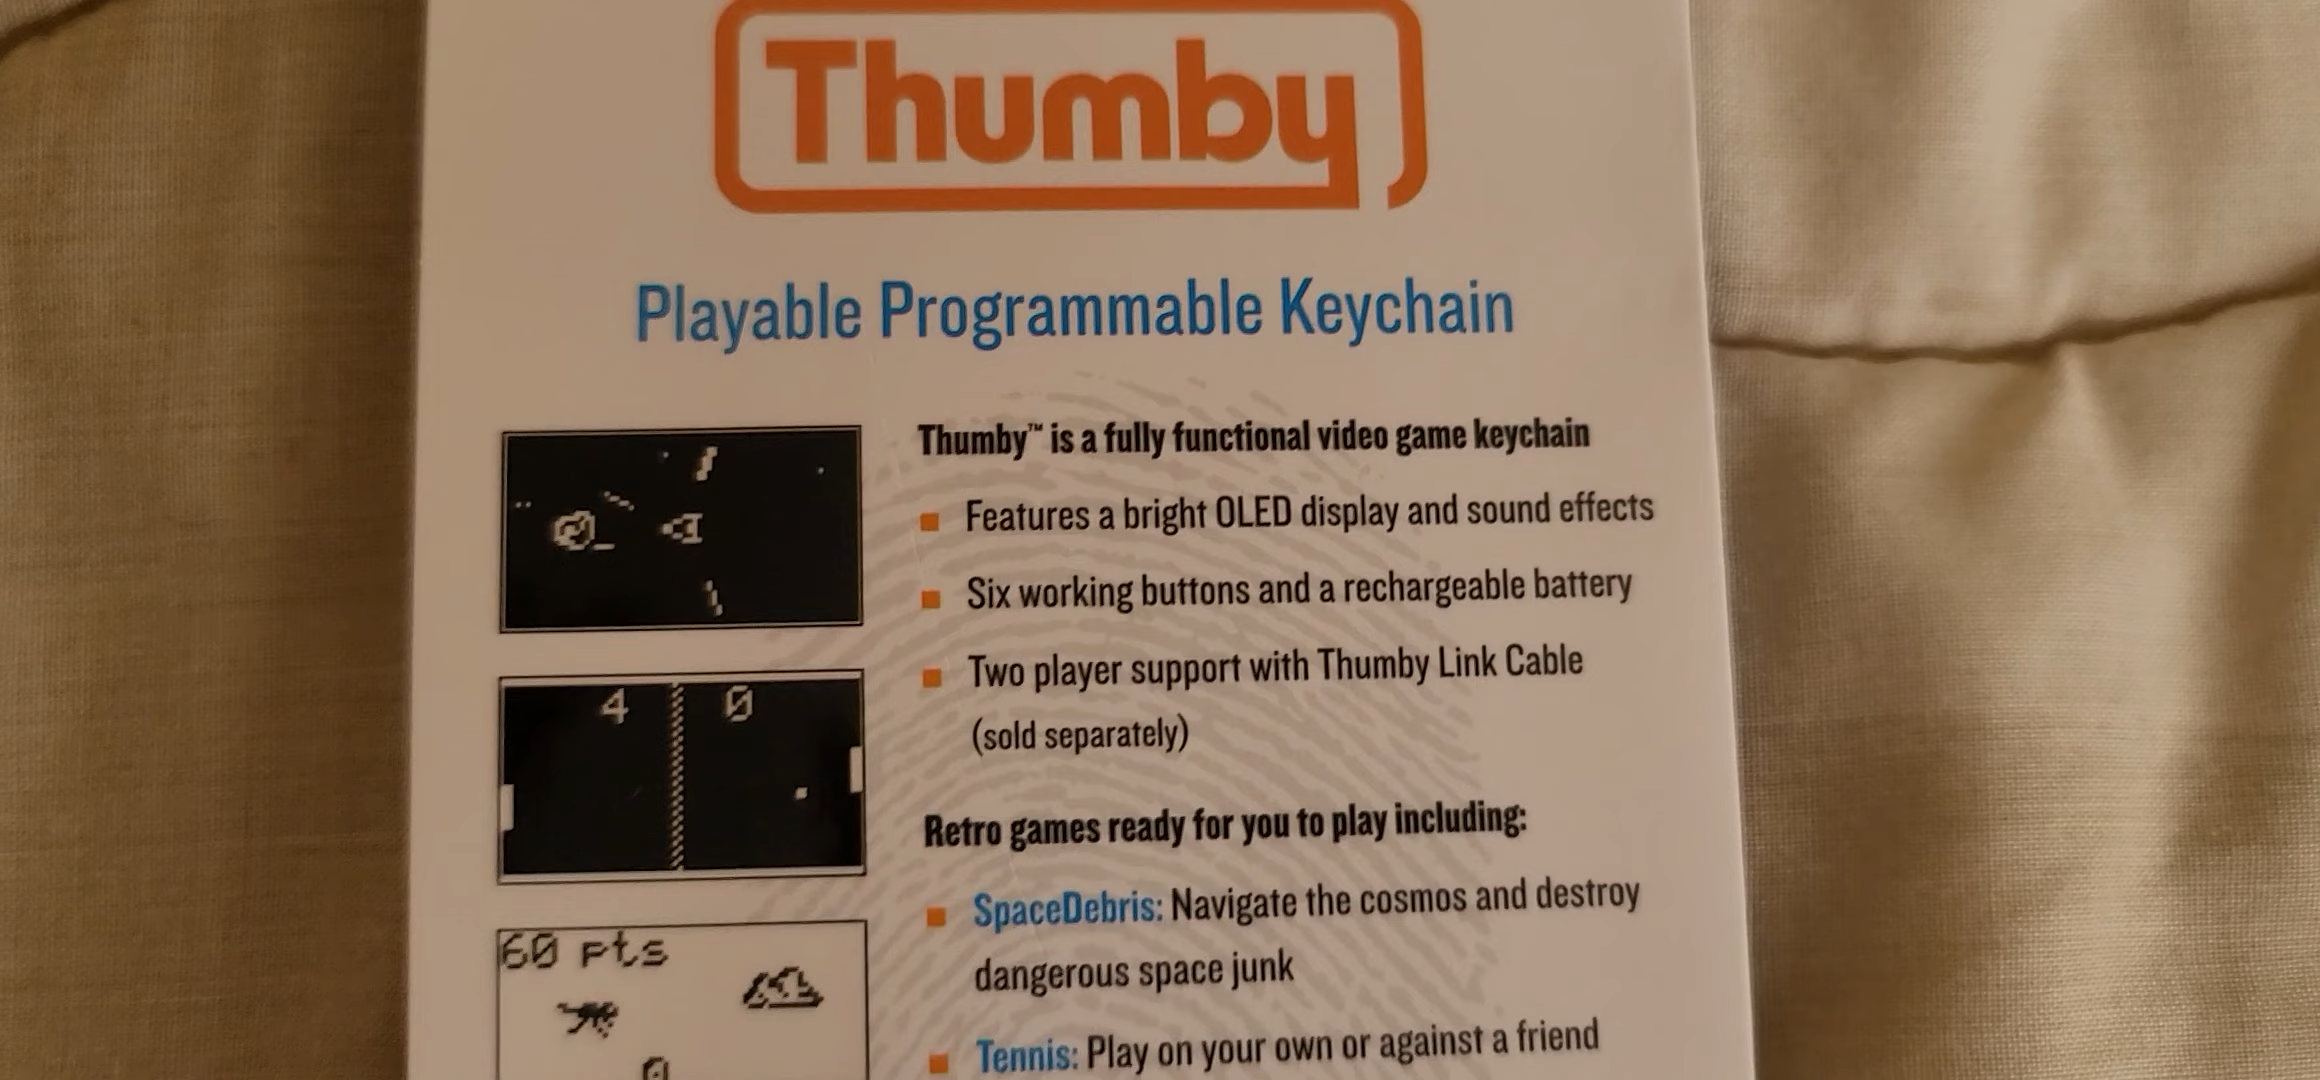 Thumby
Playable Programmable Keychain
Thumby™ is a fully functional video game keychain
Features a bright OLED display and sound effects
Six working buttons and a rechargeable battery
Two player support with Thumby Link Cable
(sold separately)
4 0
Retro games ready for you to play including:
SpaceDebris: Navigate the cosmos and destroy
dangerous space junk
60 Pts
Tennis: Play on your own or against a friend